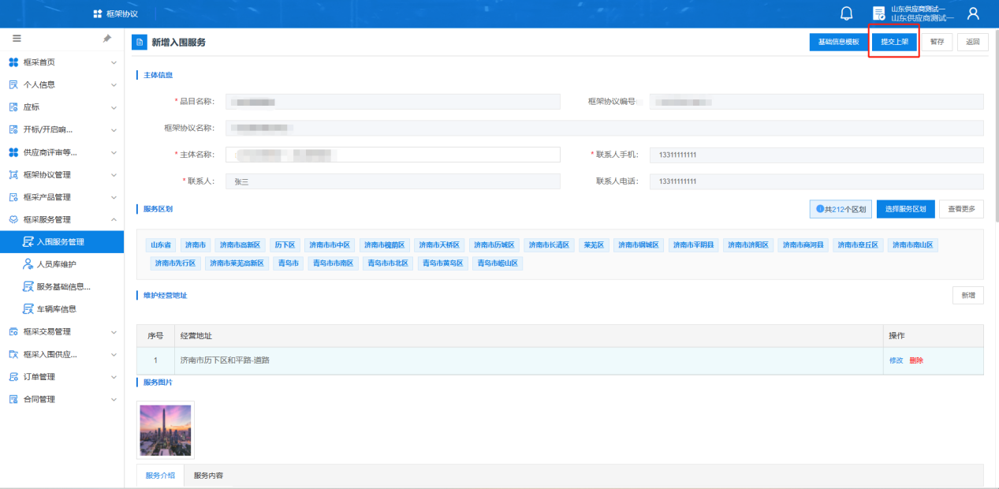 框架协议
山东供应商测试一
山东供应商测试一
框采首页
个人信息
应标
开标/开启响...
供应商评审等...
框架协议管理
框采产品管理
框采服务管理
入围服务管理
人员库维护
服务基础信息...
车辆库信息
框采交易管理
框采入围供应...
订单管理
合同管理
新增入围服务
基础信息模板 提交上架 暂存 返回
主体信息
* 品目名称: 框架协议编号:
框架协议名称:
* 主体名称: * 联系人手机: 13311111111
* 联系人: 张三 联系人电话: 13311111111
服务区划 共212个区划 选择服务区划 查看更多
山东省 济南市 济南市高新区 历下区 济南市市中区 济南市槐荫区 济南市天桥区 济南市历城区 济南市长清区 莱芜区 济南市钢城区 济南市平阴县 济南市济阳区 济南市商河县 济南市章丘区 济南市南山区
济南市先行区 济南市莱芜高新区 青岛市 青岛市市南区 青岛市市北区 青岛市黄岛区 青岛市崂山区
维护经营地址 新增
序号 经营地址 操作
1 济南市历下区和平路-道路 修改 删除
服务图片
服务介绍 服务内容